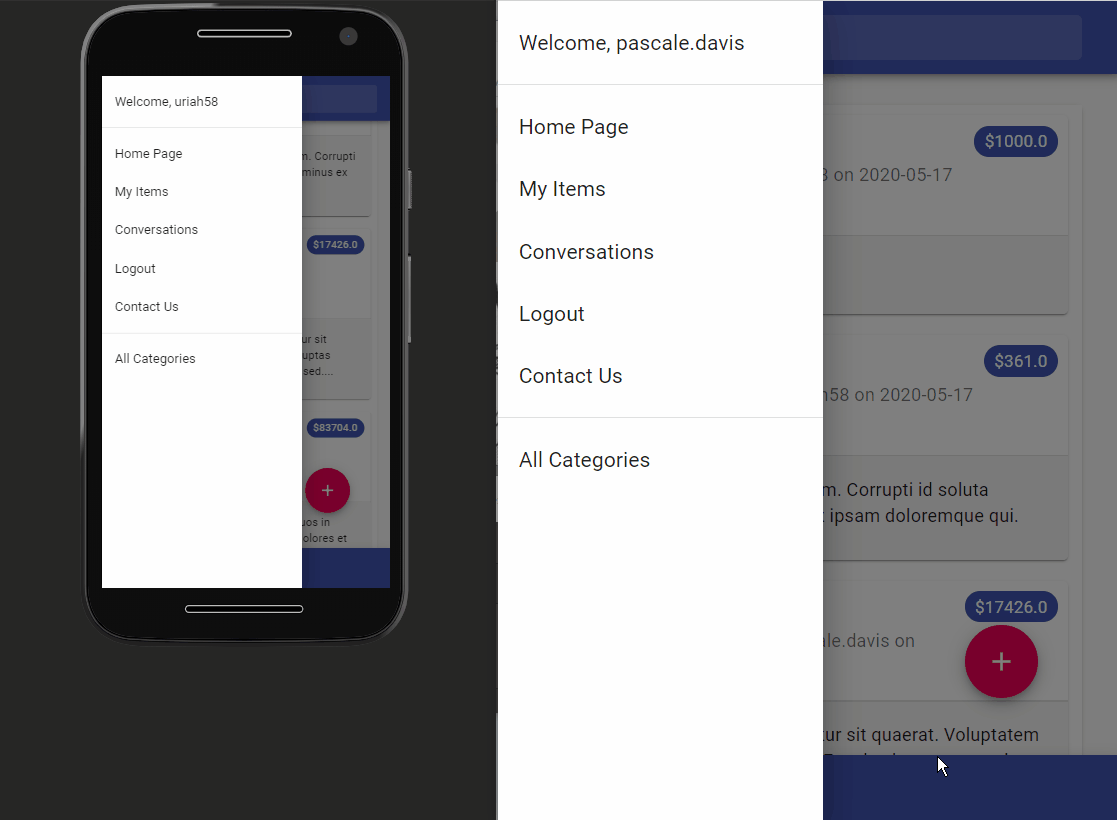 Welcome, uriah58
Home Page
My Items
Conversations
Logout
Contact Us
All Categories
m. Corrupti
minus ex
$17426.0
ur sit
uptas
sed....
$83704.0
+
uos in
olores et
Welcome, pascale.davis
Home Page
My Items
Conversations
Logout
Contact Us
All Categories
$1000.0
8 on 2020-05-17
$361.0
h58 on 2020-05-17
m. Corrupti id soluta
t ipsam doloremque qui.
$17426.0
ale.davis on
+
tur sit quaerat. Voluptatem